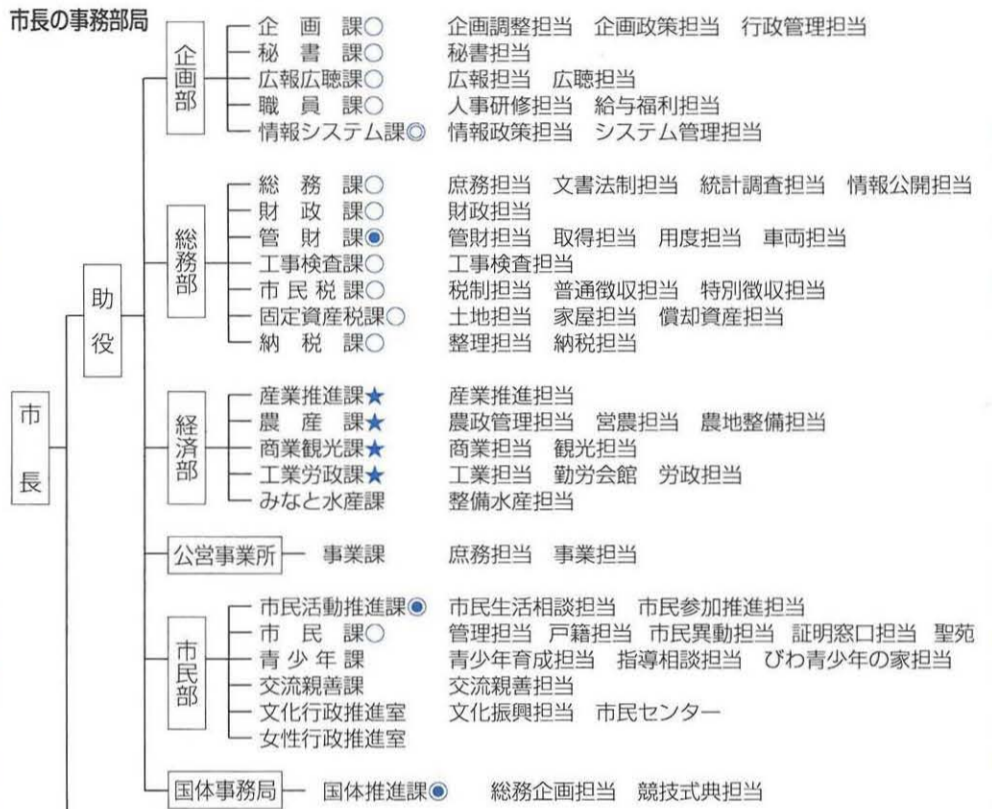 市長の事務部局
市長
助役
企画部
企画課○ 企画調整担当 企画政策担当 行政管理担当
秘書課○ 秘書担当
広報広聴課○ 広報担当 広聴担当
職員課○ 人事研修担当 給与福利担当
情報システム課◎ 情報政策担当 システム管理担当
総務部
総務課○ 庶務担当 文書法制担当 統計調査担当 情報公開担当
財政課○ 財政担当
管財課◉ 管財担当 取得担当 用度担当 車両担当
工事検査課○ 工事検査担当
市民税課○ 税制担当 普通徴収担当 特別徴収担当
固定資産税課○ 土地担当 家屋担当 償却資産担当
納税課○ 整理担当 納税担当
経済部
産業推進課★ 産業推進担当
農産課★ 農政管理担当 営農担当 農地整備担当
商業観光課★ 商業担当 観光担当
工業労政課★ 工業担当 勤労会館 労政担当
みなと水産課 整備水産担当
公営事業所 事業課 庶務担当 事業担当
市民部
市民活動推進課◉ 市民生活相談担当 市民参加推進担当
市民課○ 管理担当 戸籍担当 市民異動担当 証明窓口担当 聖苑
青少年課 青少年育成担当 指導相談担当 びわ青少年の家担当
交流親善課 交流親善担当
文化行政推進室 文化振興担当 市民センター
女性行政推進室
国体事務局 国体推進課◉ 総務企画担当 競技式典担当